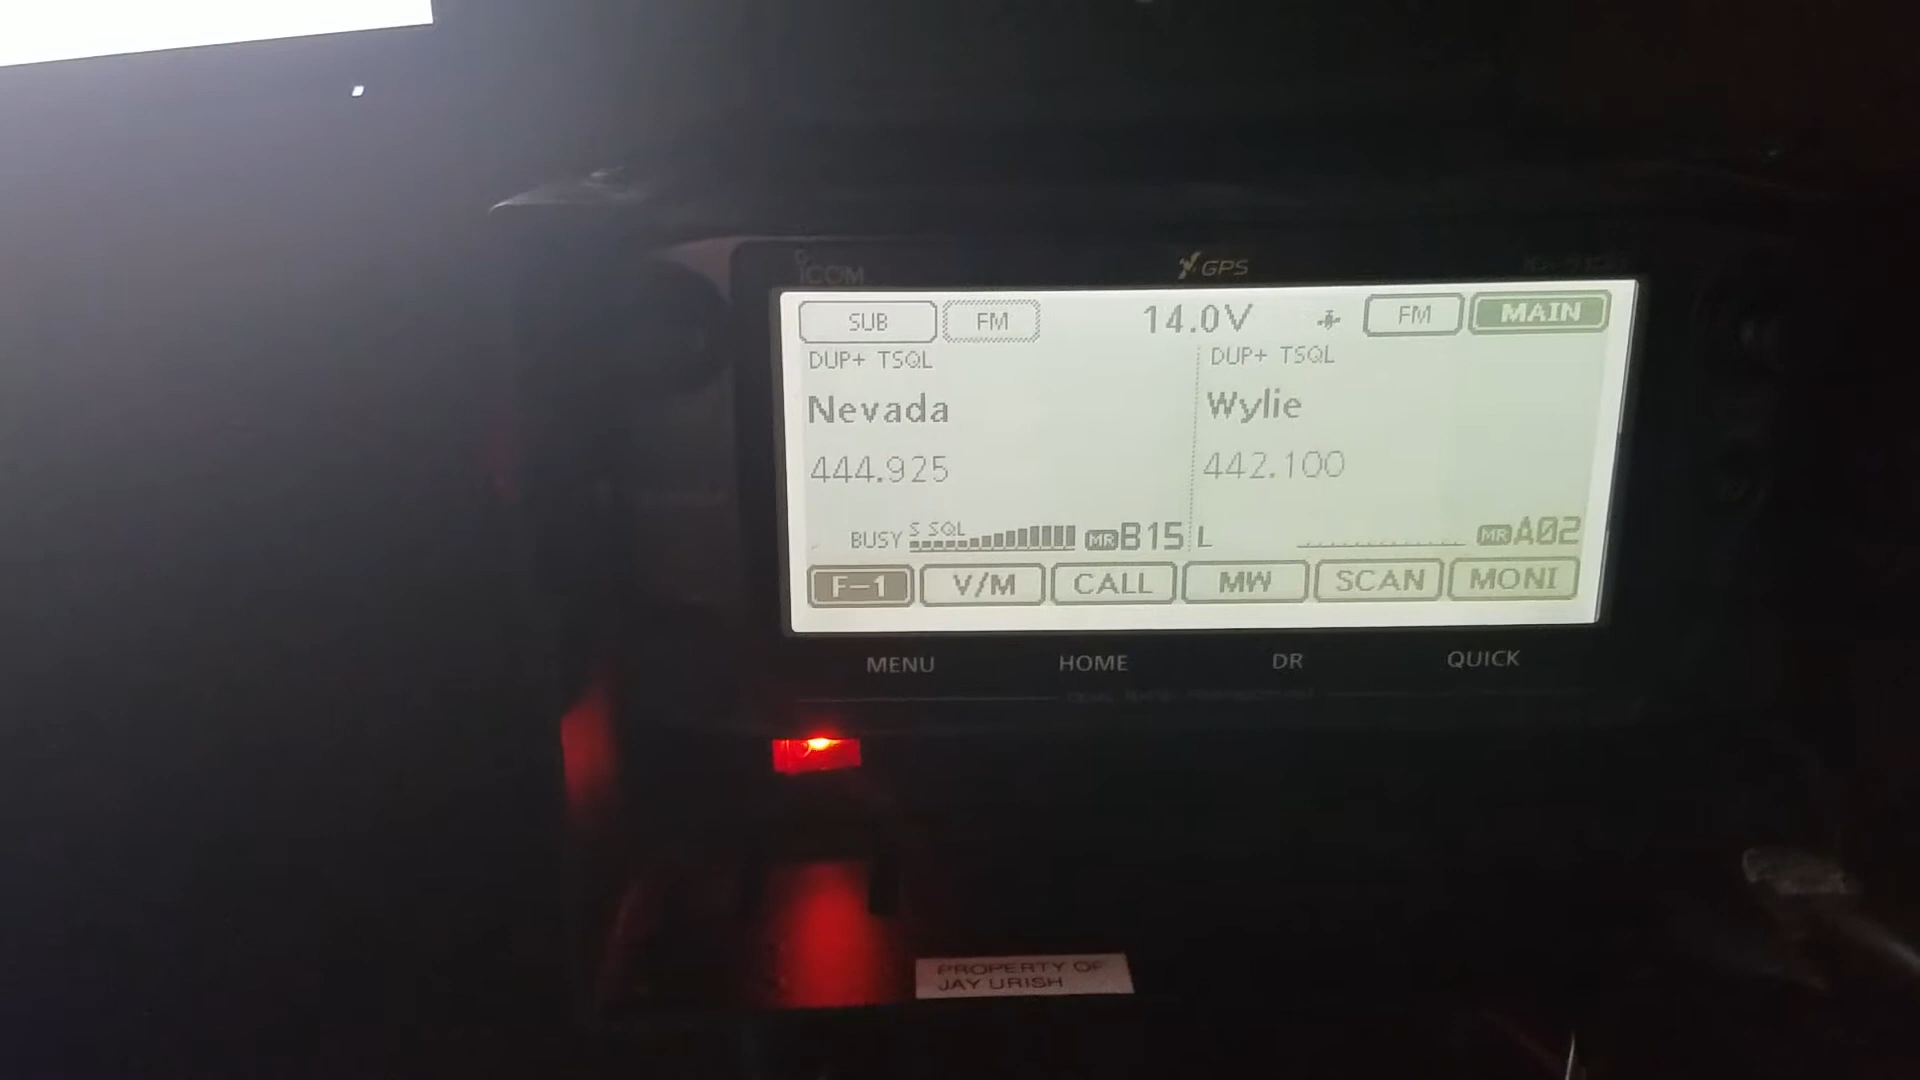 ICOM
GPS
SUB FM 14.0V FM MAIN
DUP+ TSQL DUP+ TSQL
Nevada Wylie
444.925 442.100
BUSY S SQL MR B15 L MR A02
F-1 V/M CALL MW SCAN MONI
MENU HOME DR QUICK
PROPERTY OF
JAY URISH